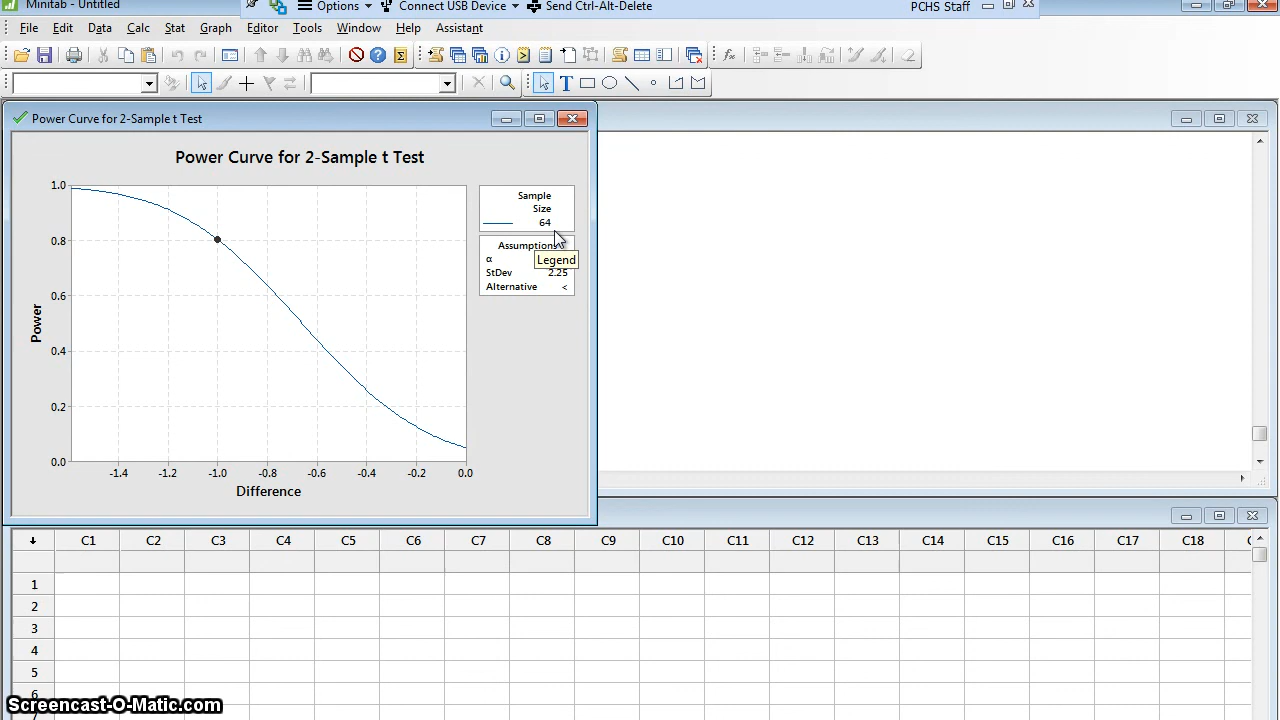 Minitab - Untitled
Options
Connect USB Device
Send Ctrl-Alt-Delete
PCHS Staff
File Edit Data Calc Stat Graph Editor Tools Window Help Assistant
Power Curve for 2-Sample t Test
Power Curve for 2-Sample t Test
Sample
Size
64
Assumptions
Legend
α
StDev 2.25
Alternative <
1.0
0.8
0.6
0.4
0.2
0.0
Power
-1.4 -1.2 -1.0 -0.8 -0.6 -0.4 -0.2 0.0
Difference
C1 C2 C3 C4 C5 C6 C7 C8 C9 C10 C11 C12 C13 C14 C15 C16 C17 C18
1
2
3
4
5
6
Screencast-O-Matic.com